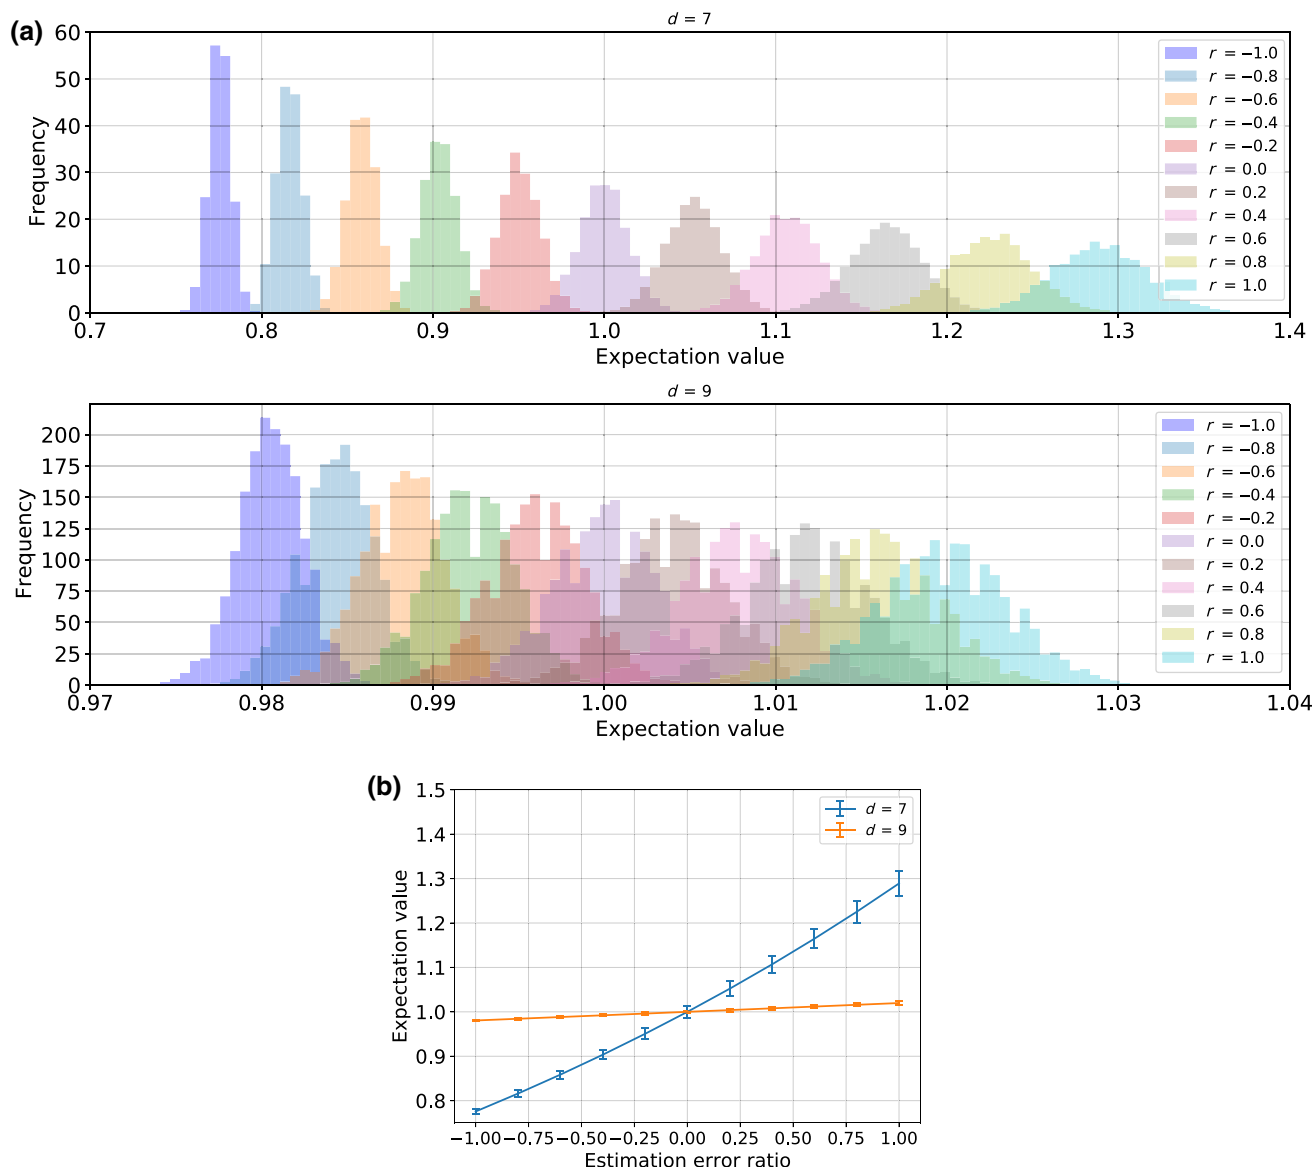 (a)
d = 7
60
50
40
30
20
10
0
Frequency
0.7 0.8 0.9 1.0 1.1 1.2 1.3 1.4
Expectation value
r = −1.0
r = −0.8
r = −0.6
r = −0.4
r = −0.2
r = 0.0
r = 0.2
r = 0.4
r = 0.6
r = 0.8
r = 1.0
d = 9
200
175
150
125
100
75
50
25
0
Frequency
0.97 0.98 0.99 1.00 1.01 1.02 1.03 1.04
Expectation value
r = −1.0
r = −0.8
r = −0.6
r = −0.4
r = −0.2
r = 0.0
r = 0.2
r = 0.4
r = 0.6
r = 0.8
r = 1.0
(b)
1.5
1.4
1.3
1.2
1.1
1.0
0.9
0.8
Expectation value
d = 7
d = 9
−1.00 −0.75 −0.50 −0.25 0.00 0.25 0.50 0.75 1.00
Estimation error ratio